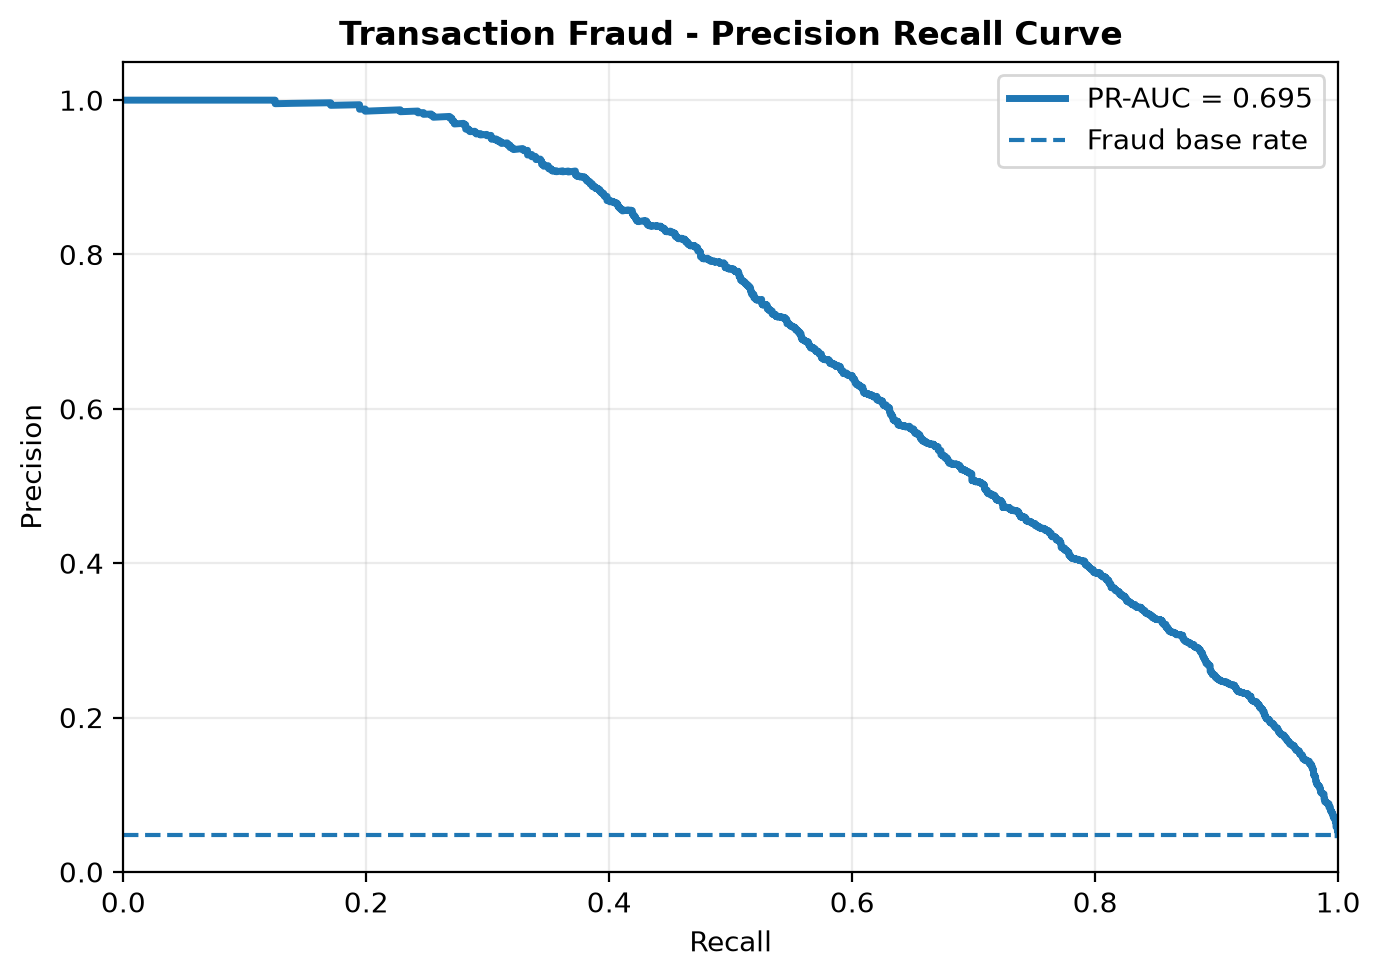 Transaction Fraud - Precision Recall Curve
PR-AUC = 0.695
Fraud base rate
Precision
1.0
0.8
0.6
0.4
0.2
0.0
0.0 0.2 0.4 0.6 0.8 1.0
Recall